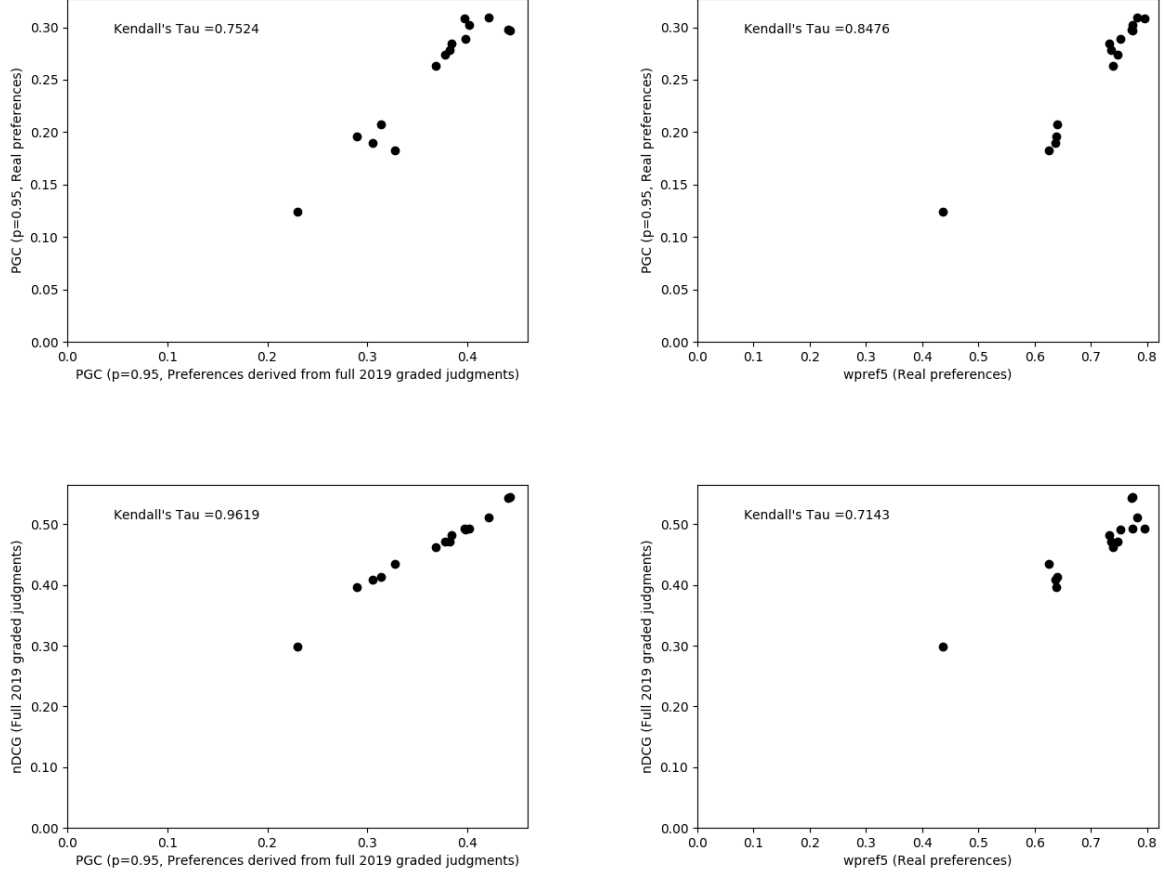 Kendall's Tau =0.7524
PGC (p=0.95, Real preferences)
0.30
0.25
0.20
0.15
0.10
0.05
0.00
0.0 0.1 0.2 0.3 0.4
PGC (p=0.95, Preferences derived from full 2019 graded judgments)
Kendall's Tau =0.8476
PGC (p=0.95, Real preferences)
0.30
0.25
0.20
0.15
0.10
0.05
0.00
0.0 0.1 0.2 0.3 0.4 0.5 0.6 0.7 0.8
wpref5 (Real preferences)
Kendall's Tau =0.9619
nDCG (Full 2019 graded judgments)
0.50
0.40
0.30
0.20
0.10
0.00
0.0 0.1 0.2 0.3 0.4
PGC (p=0.95, Preferences derived from full 2019 graded judgments)
Kendall's Tau =0.7143
nDCG (Full 2019 graded judgments)
0.50
0.40
0.30
0.20
0.10
0.00
0.0 0.1 0.2 0.3 0.4 0.5 0.6 0.7 0.8
wpref5 (Real preferences)